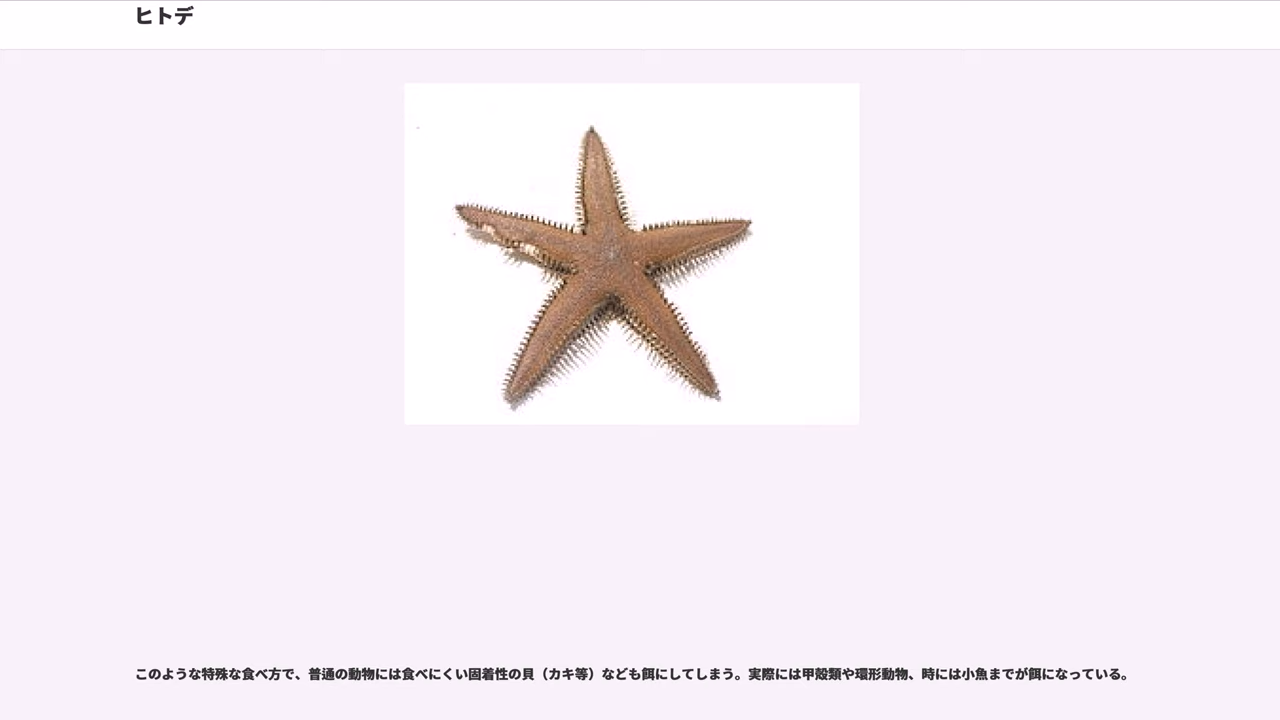 ヒトデ
このような特殊な食べ方で、普通の動物には食べにくい固着性の貝（カキ等）なども餌にしてしまう。実際には甲殻類や環形動物、時には小魚までが餌になっている。